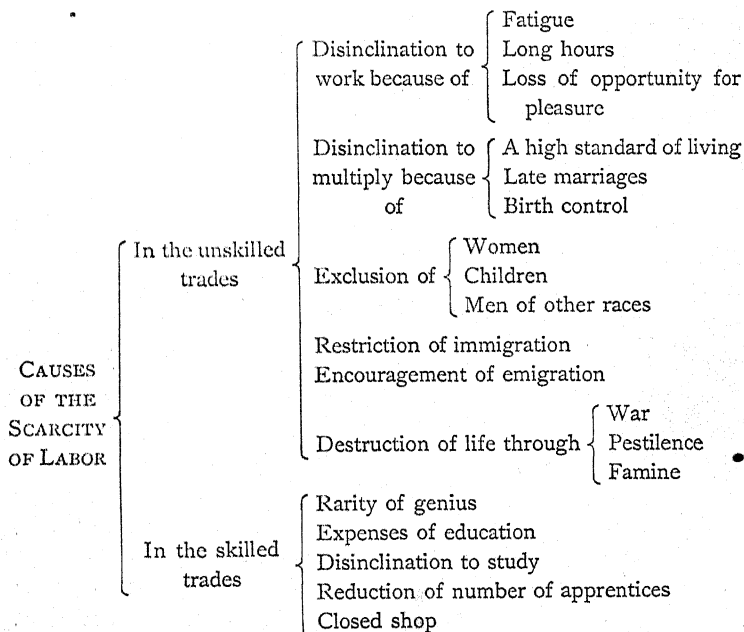 Disinclination to
work because of
Fatigue
Long hours
Loss of opportunity for
pleasure
Disinclination to
multiply because
of
A high standard of living
Late marriages
Birth control
In the unskilled
trades
Exclusion of
Women
Children
Men of other races
Restriction of immigration
Encouragement of emigration
CAUSES
OF THE
SCARCITY
OF LABOR
Destruction of life through
War
Pestilence
Famine
In the skilled
trades
Rarity of genius
Expenses of education
Disinclination to study
Reduction of number of apprentices
Closed shop